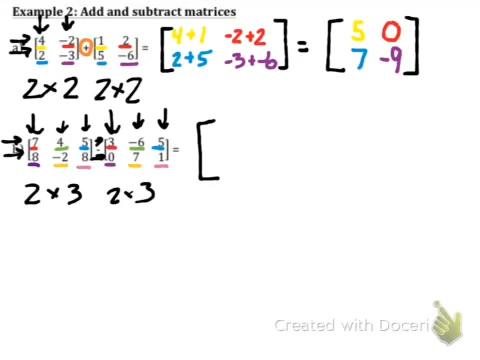 Example 2: Add and subtract matrices
a) [4 -2 + [1 2 = [4+1 -2+2 = [5 0
2 -3] 5 -6] 2+5 -3+-6] 7 -9]
2×2 2×2
[7 4 5 [3 -6 5 = [
8 -2 8] 0 7 1]
2×3 2×3
Created with Doceri